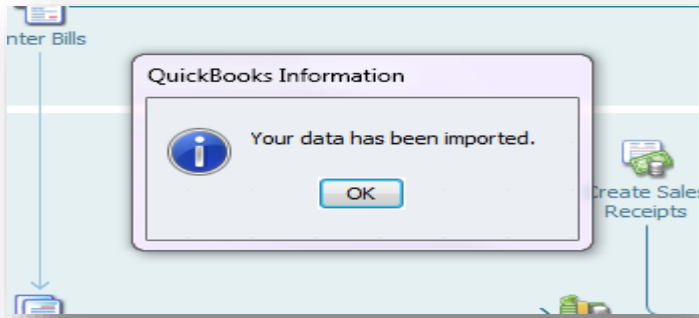 nter Bills
QuickBooks Information
Your data has been imported.
OK
Create Sales
Receipts